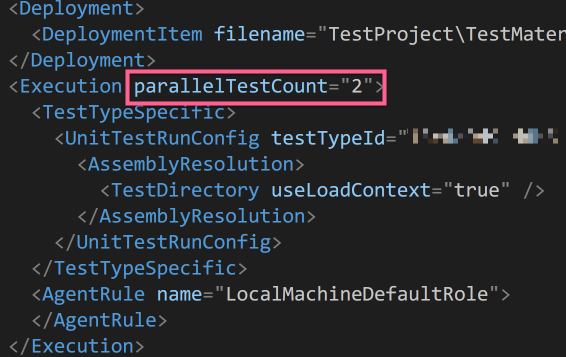 <Deployment>
<DeploymentItem filename="TestProject\TestMater
</Deployment>
<Execution parallelTestCount="2">
<TestTypeSpecific>
<UnitTestRunConfig testTypeId="
<AssemblyResolution>
<TestDirectory useLoadContext="true" />
</AssemblyResolution>
</UnitTestRunConfig>
</TestTypeSpecific>
<AgentRule name="LocalMachineDefaultRole">
</AgentRule>
</Execution>